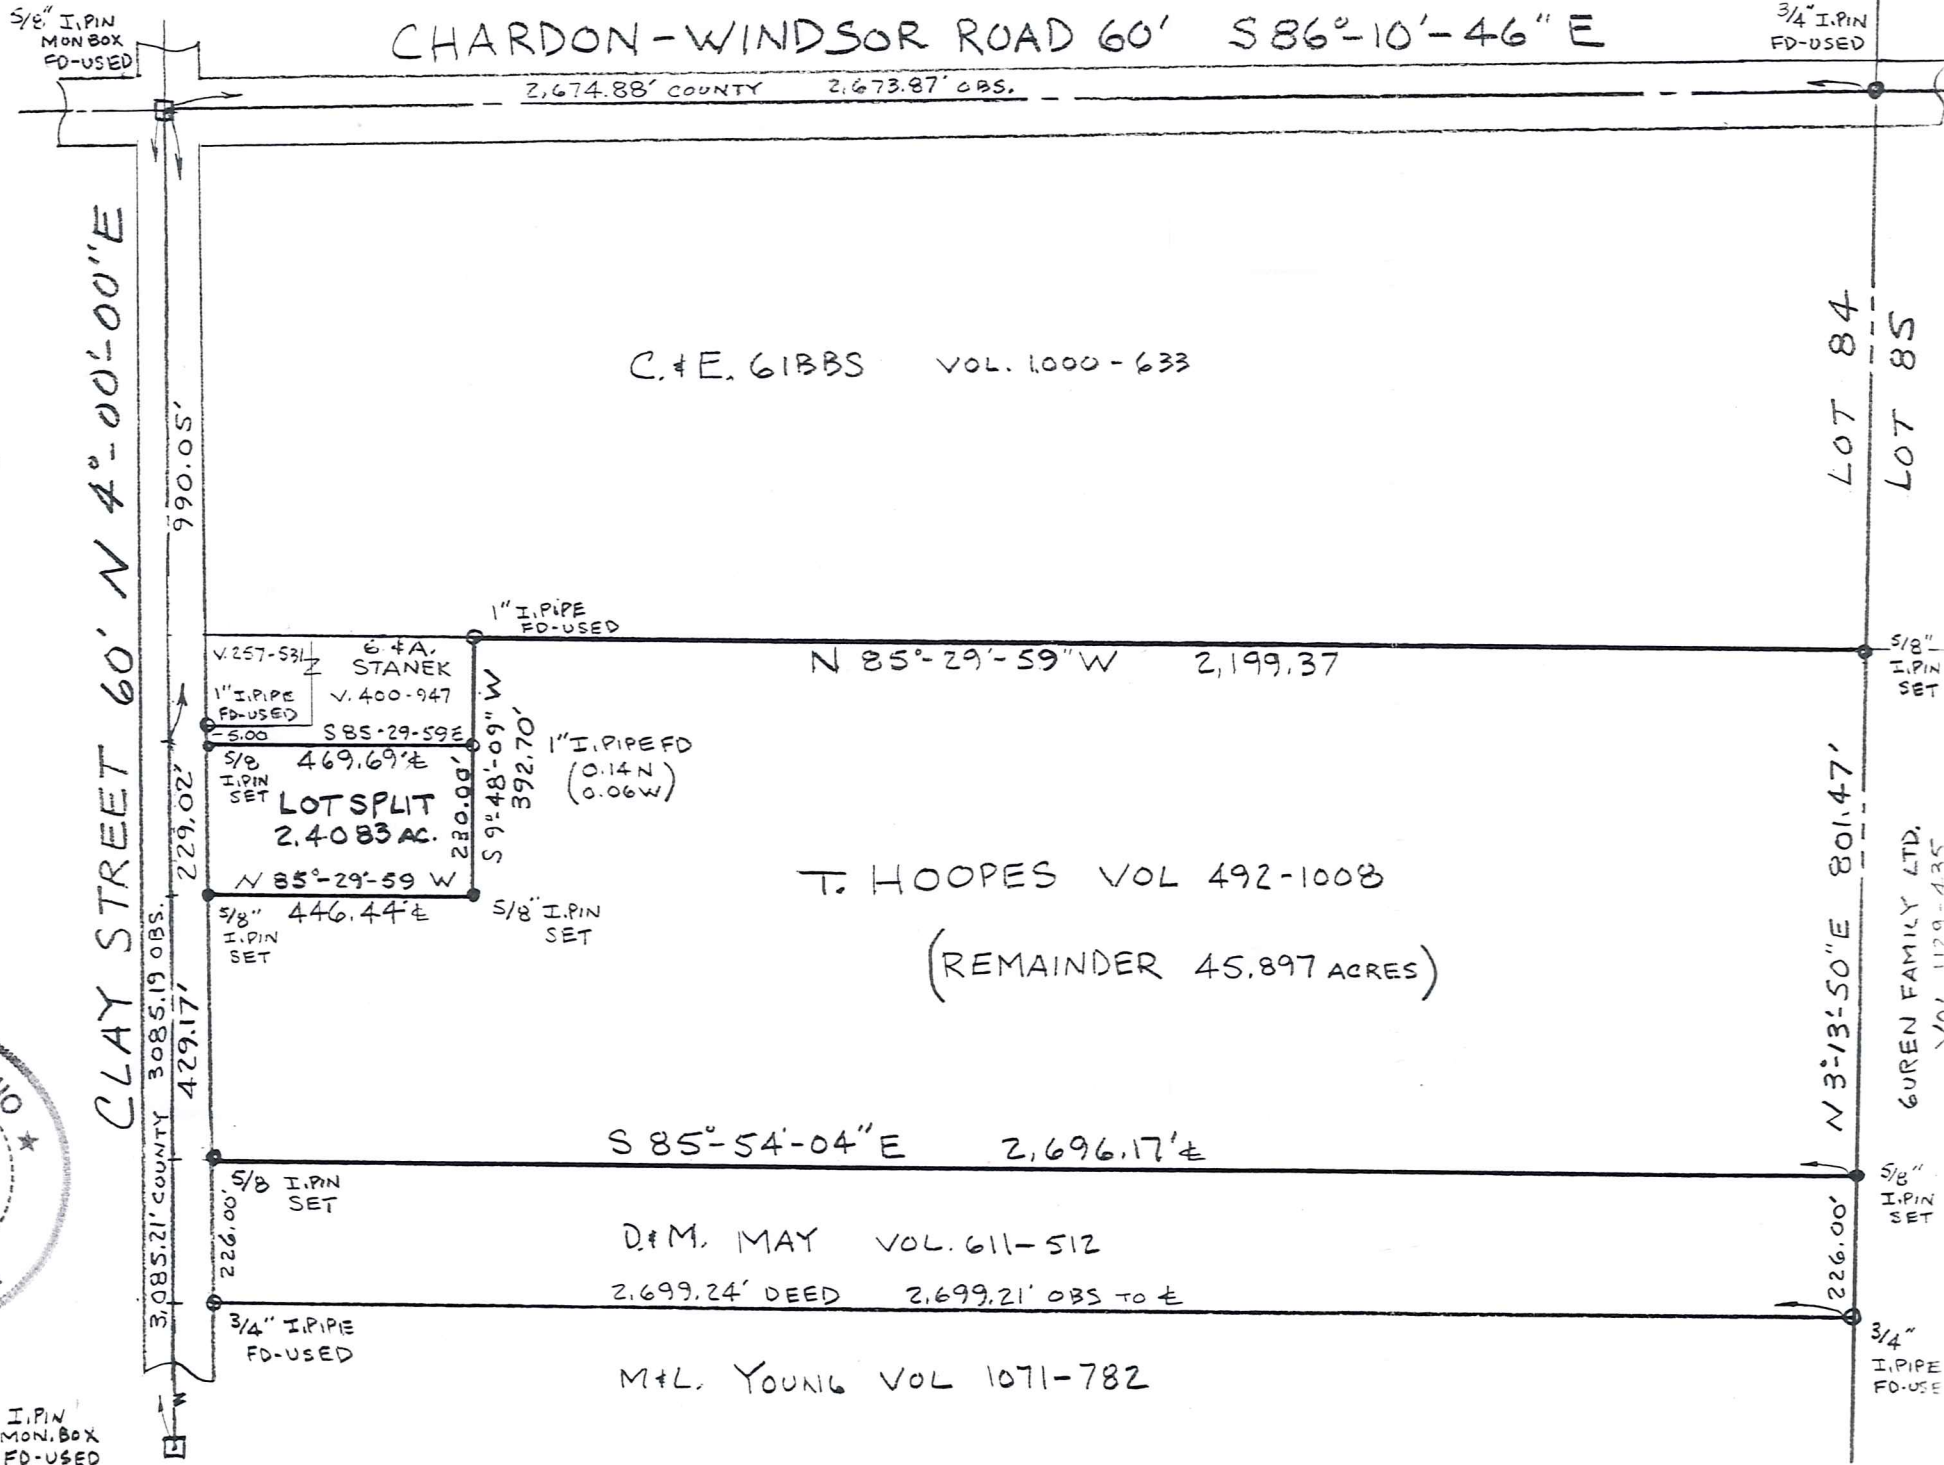 5/8" I.PIN
MON BOX
FD-USED
CHARDON-WINDSOR ROAD 60' S 86°-10'-46" E
3/4" I.PIN
FD-USED
2,674.88' COUNTY 2,673.87' OBS.
CLAY STREET 60' N 4°-00'-00" E
990.05'
C. & E. GIBBS VOL. 1000-633
LOT 84
LOT 85
1" I.PIPE
FD-USED
V.257-531
G & A.
STANEK
V. 400-947
1" I.PIPE
FD-USED
N 85°-29'-59" W 2,199.37
5/8"
I.PIN
SET
-5.00
S 85-29-59 E
469.69' ℄
5/8
I.PIN
SET
LOT SPLIT
2.4083 AC.
230.00'
S 9°-48'-09" W
392.70'
1" I.PIPE FD
(0.14 N
0.06 W)
229.02'
N 85°-29'-59 W
446.44' ℄
5/8"
I.PIN
SET
5/8" I.PIN
SET
T. HOOPES VOL 492-1008
(REMAINDER 45.897 ACRES)
N 3°-13'-50" E 801.47'
GUREN FAMILY LTD.
VOL 1129-435
3,085.21' COUNTY 3085.19 OBS.
429.17'
S 85°-54'-04" E 2,696.17' ℄
5/8 I.PIN
SET
5/8"
I.PIN
SET
226.00'
D. & M. MAY VOL. 611-512
226.00'
2,699.24' DEED 2,699.21' OBS TO ℄
3/4" I.PIPE
FD-USED
3/4"
I.PIPE
FD-USE
M & L. YOUNG VOL 1071-782
I.PIN
MON. BOX
FD-USED